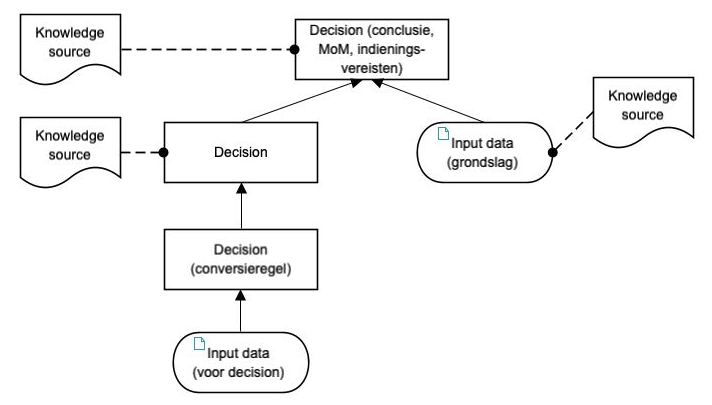 Knowledge
source
Decision (conclusie,
MoM, indienings-
vereisten)
Knowledge
source
Knowledge
source
Decision
Input data
(grondslag)
Decision
(conversieregel)
Input data
(voor decision)